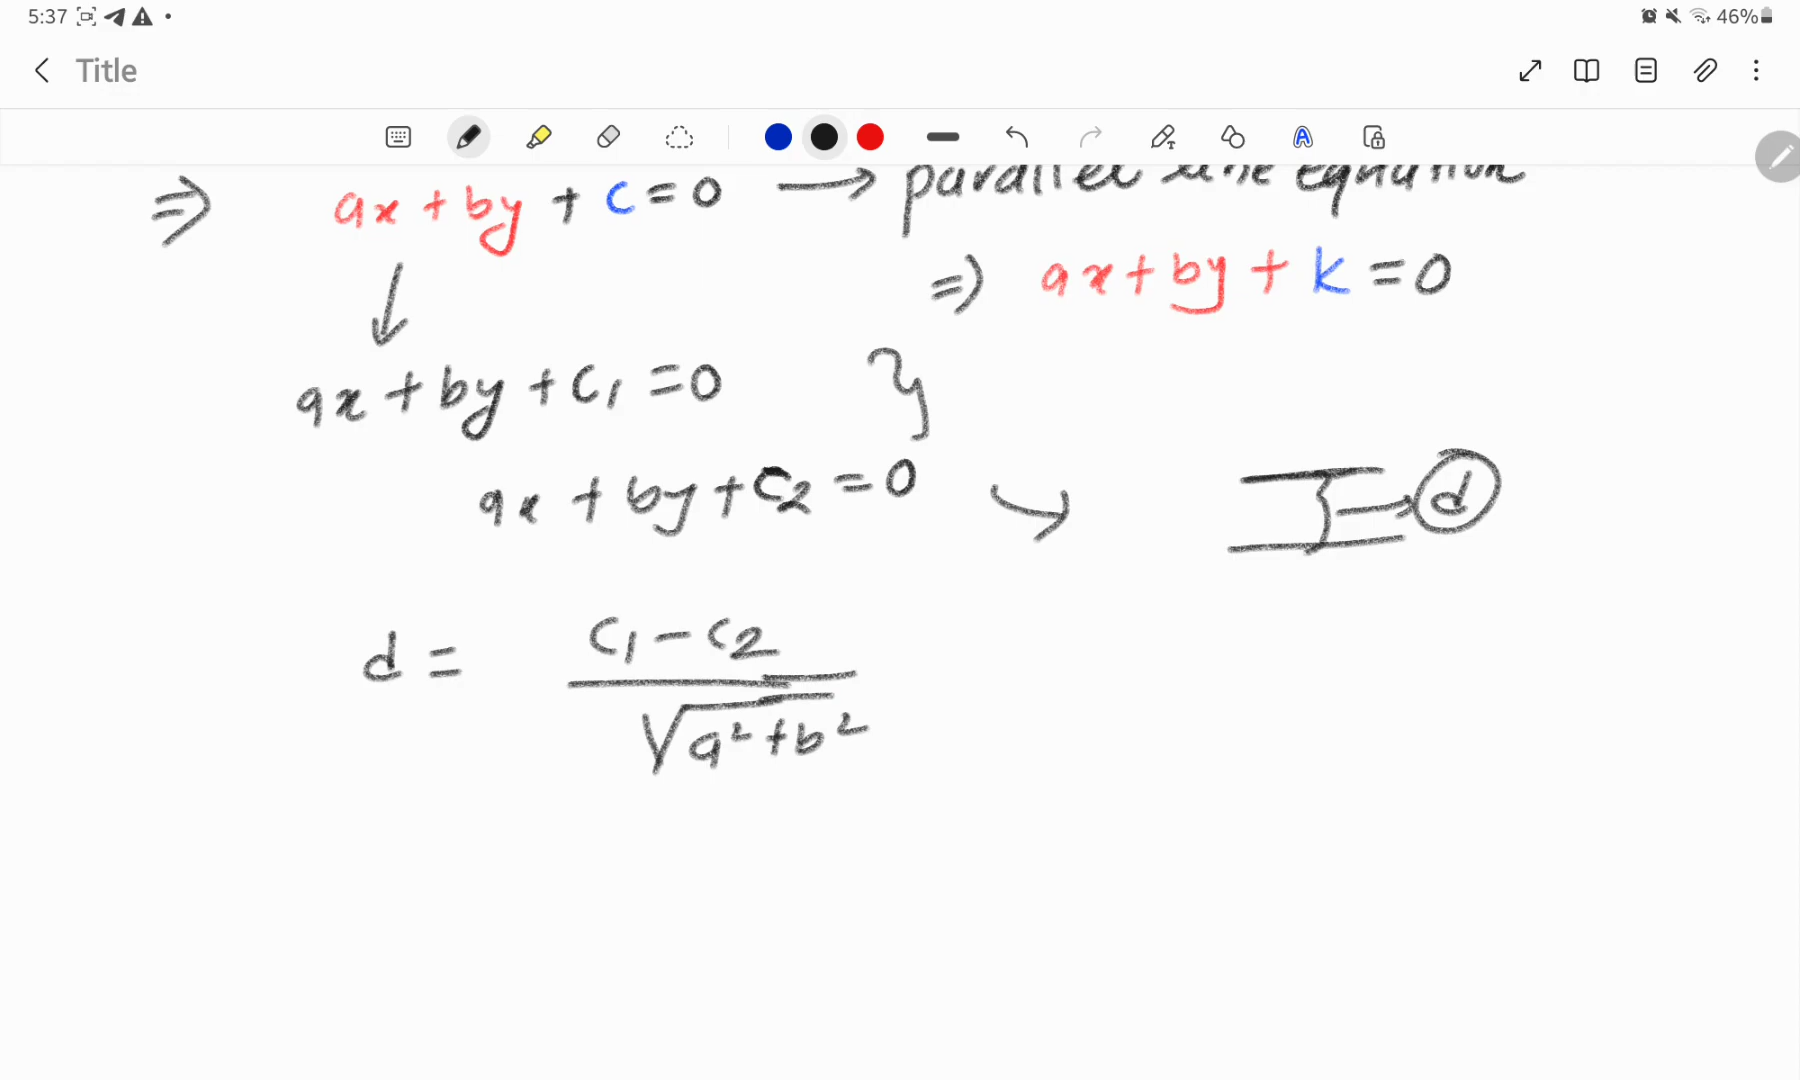 5:37
46%
Title
⇒ ax + by + c = 0 → parallel line equation
⇒) ax + by + k = 0
ax + by + c₁ = 0
ax + by + c₂ = 0
d
d = (c₁ - c₂) / √(a² + b²)